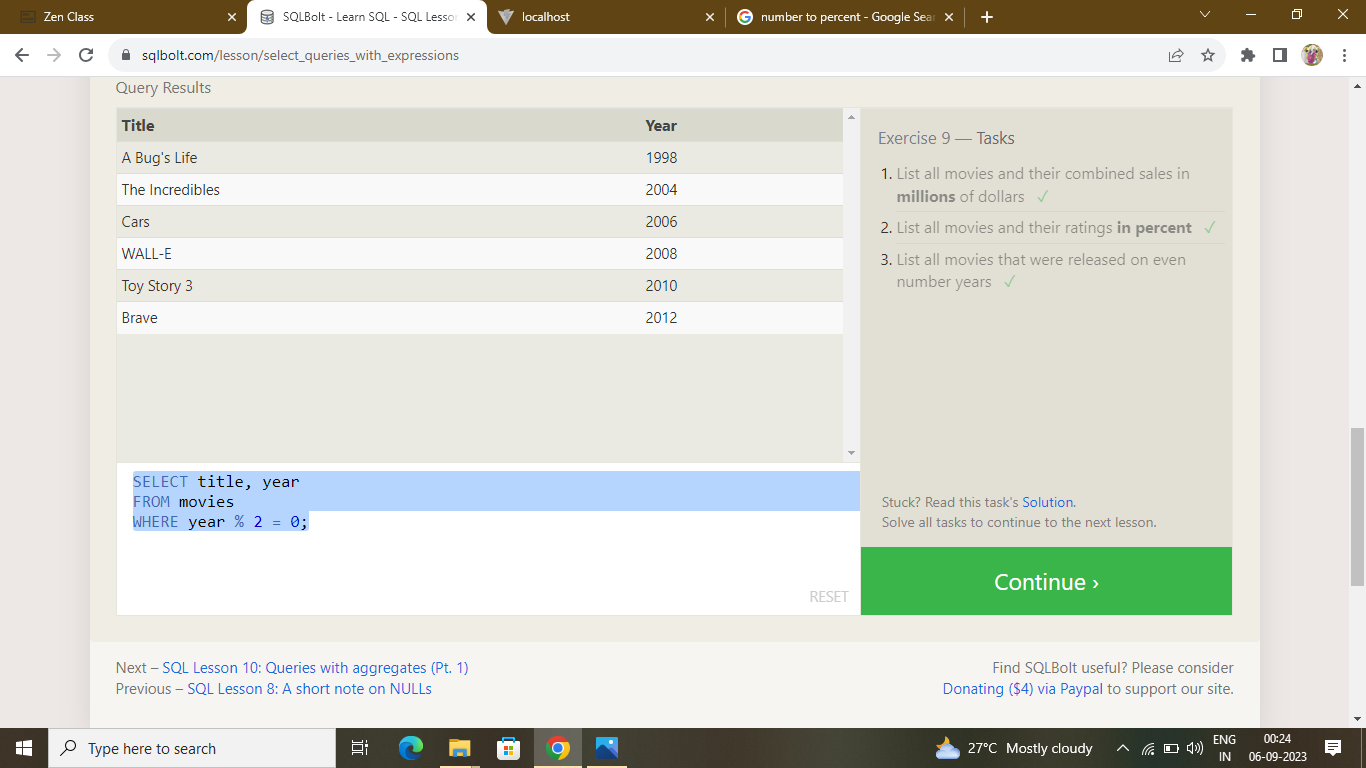 Zen Class
SQLBolt - Learn SQL - SQL Lesson
localhost
number to percent - Google Sear
sqlbolt.com/lesson/select_queries_with_expressions
Query Results
Title Year
A Bug's Life 1998
The Incredibles 2004
Cars 2006
WALL-E 2008
Toy Story 3 2010
Brave 2012
SELECT title, year
FROM movies
WHERE year % 2 = 0;
RESET
Exercise 9 — Tasks
1. List all movies and their combined sales in
millions of dollars ✓
2. List all movies and their ratings in percent ✓
3. List all movies that were released on even
number years ✓
Stuck? Read this task's Solution.
Solve all tasks to continue to the next lesson.
Continue ›
Next – SQL Lesson 10: Queries with aggregates (Pt. 1)
Previous – SQL Lesson 8: A short note on NULLs
Find SQLBolt useful? Please consider
Donating ($4) via Paypal to support our site.
Type here to search
27°C Mostly cloudy
ENG
IN
00:24
06-09-2023